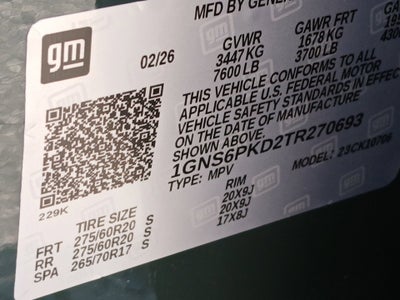 MFD BY GENER
gm
02/26
GVWR
3447 KG
7600 LB
GAWR FRT
1678 KG
3700 LB
THIS VEHICLE CONFORMS TO ALL
APPLICABLE U.S. FEDERAL MOTOR
VEHICLE SAFETY STANDARDS IN EFFECT
ON THE DATE OF MANUFACTURE
SHOWN ABOVE.
1GNS6PKD2TR270693
TYPE: MPV
MODEL: 23CK10706
229K
TIRE SIZE
RIM
FRT 275/60R20 S 20X9J
RR 275/60R20 S 20X9J
SPA 265/70R17 S 17X8J